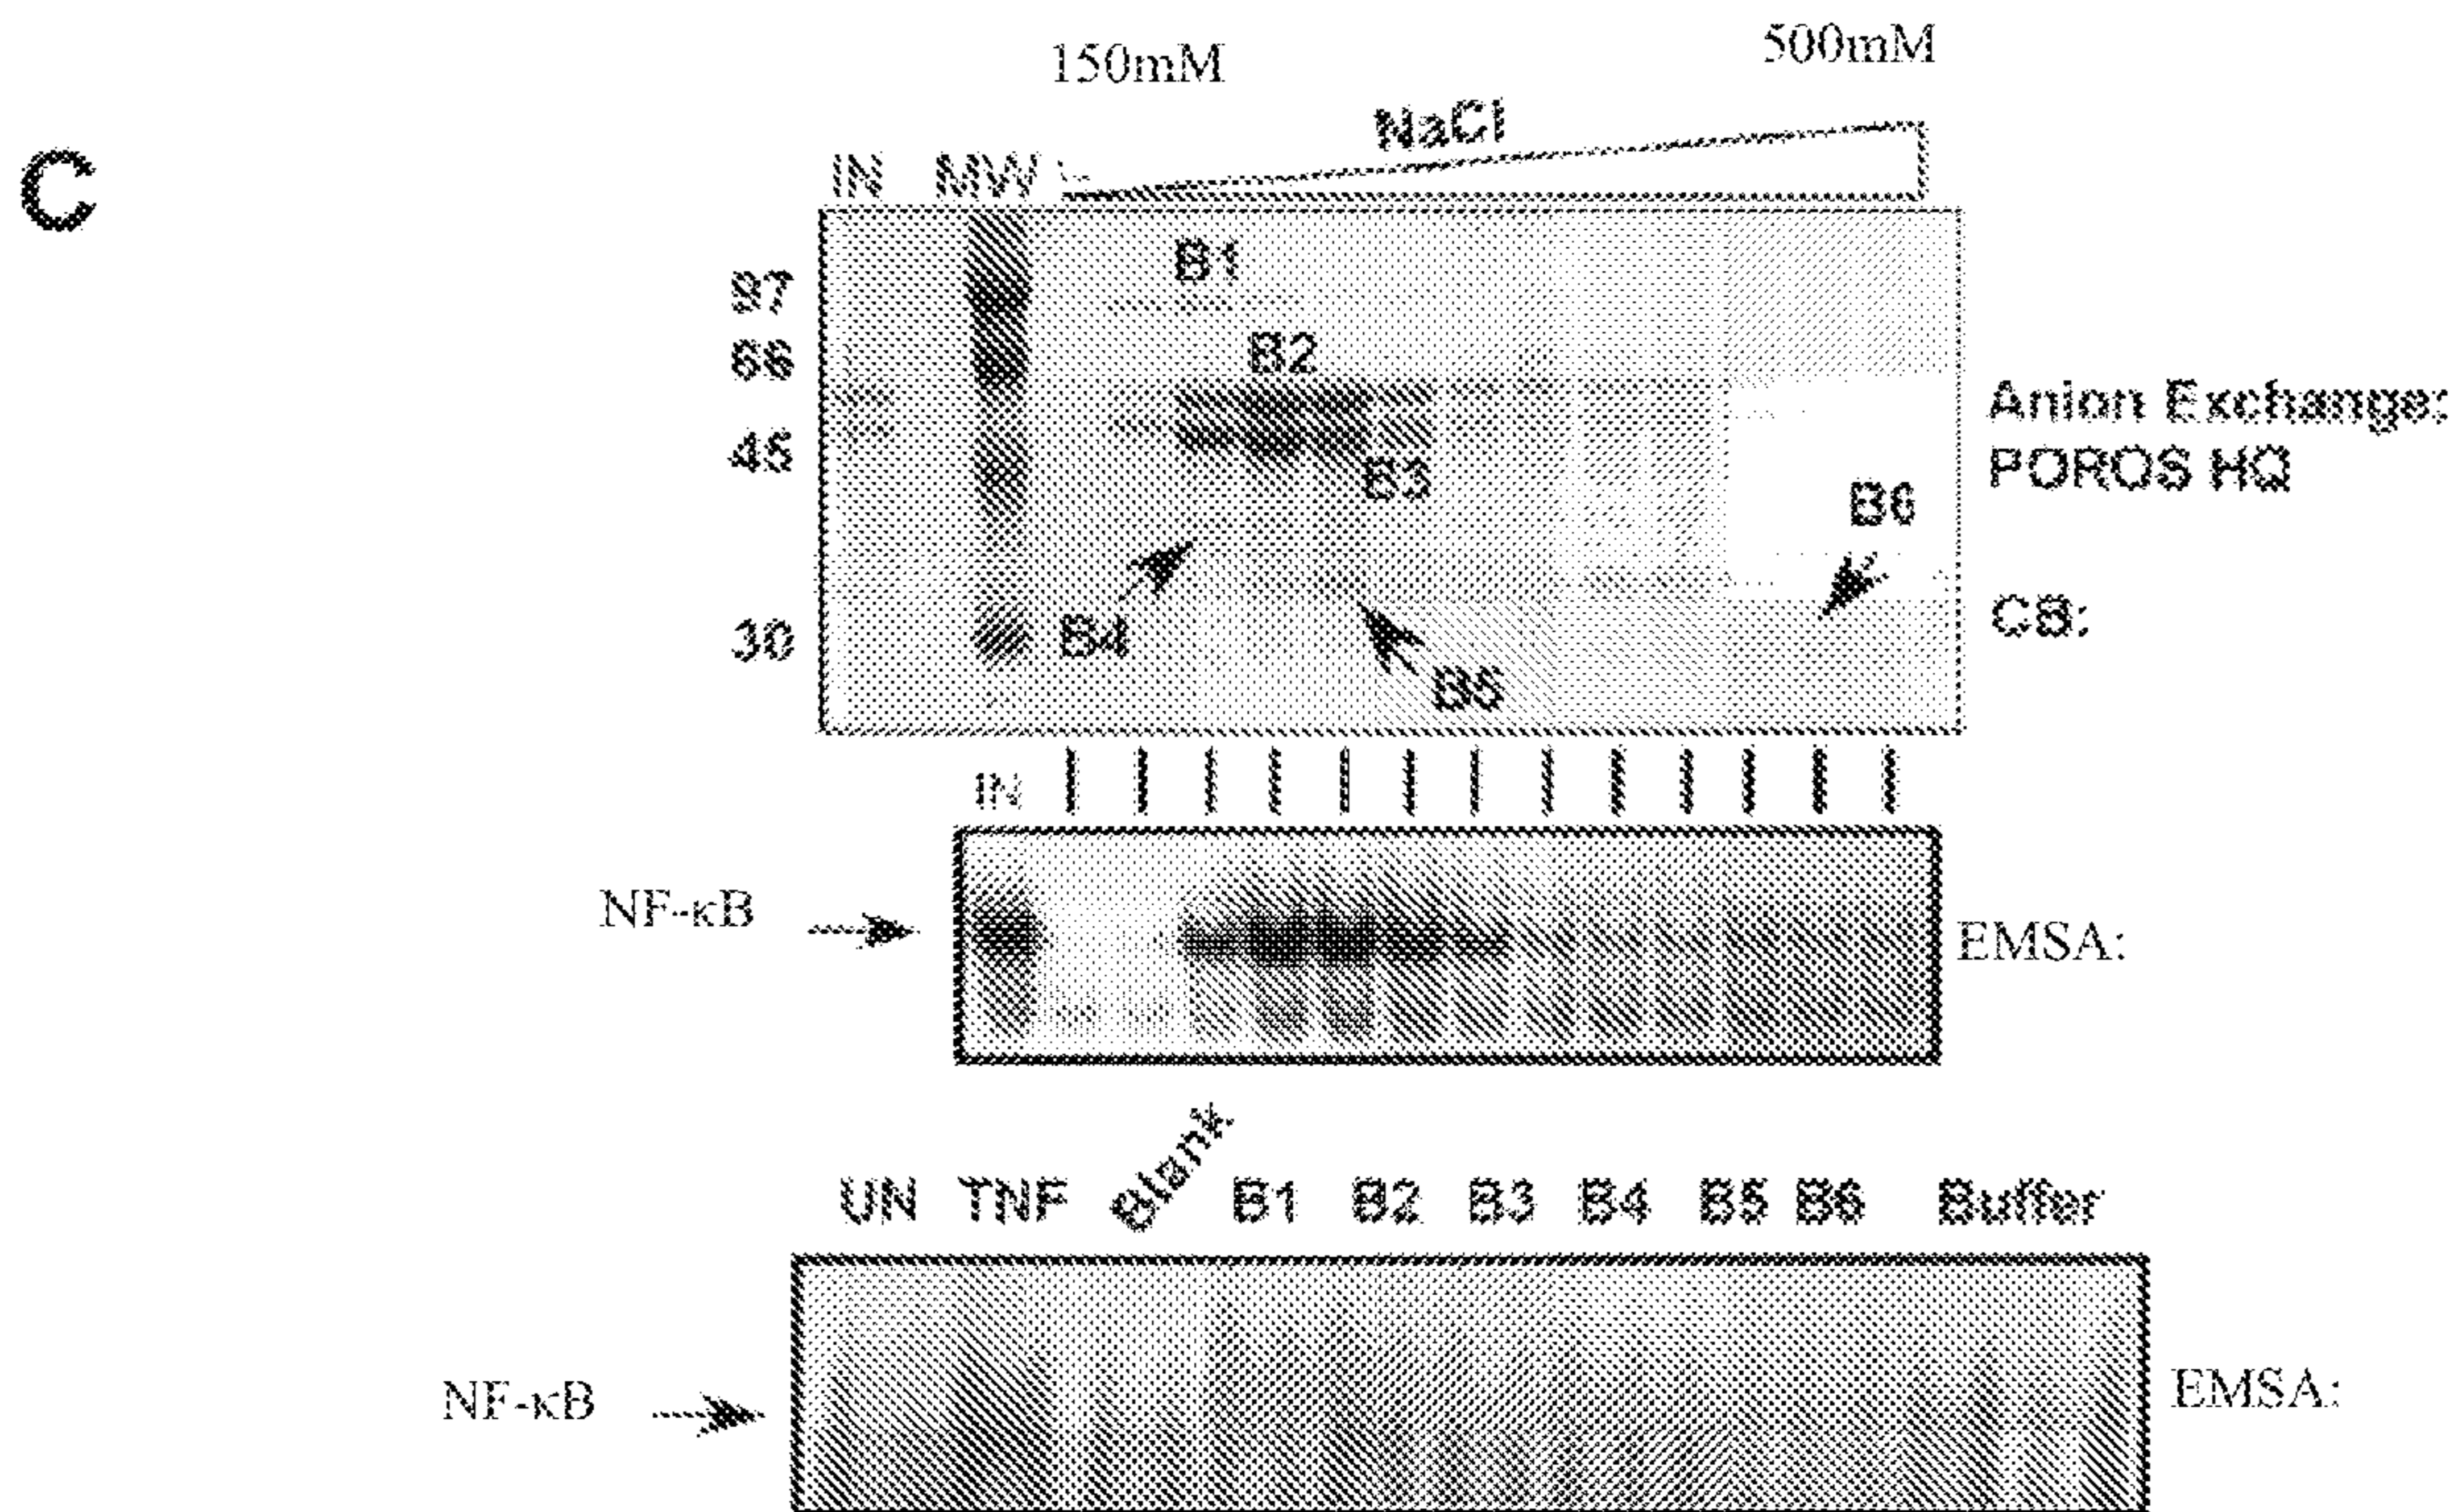 150mM 500mM
C
NaCl
IN MW
B1
97
B2
66
Anion Exchange:
45
POROS HQ
B3
B6
CB:
30
B4
B5
IN
NF-κB
EMSA:
UN TNF Blank B1 B2 B3 B4 B5 B6 Buffer
NF-κB
EMSA: